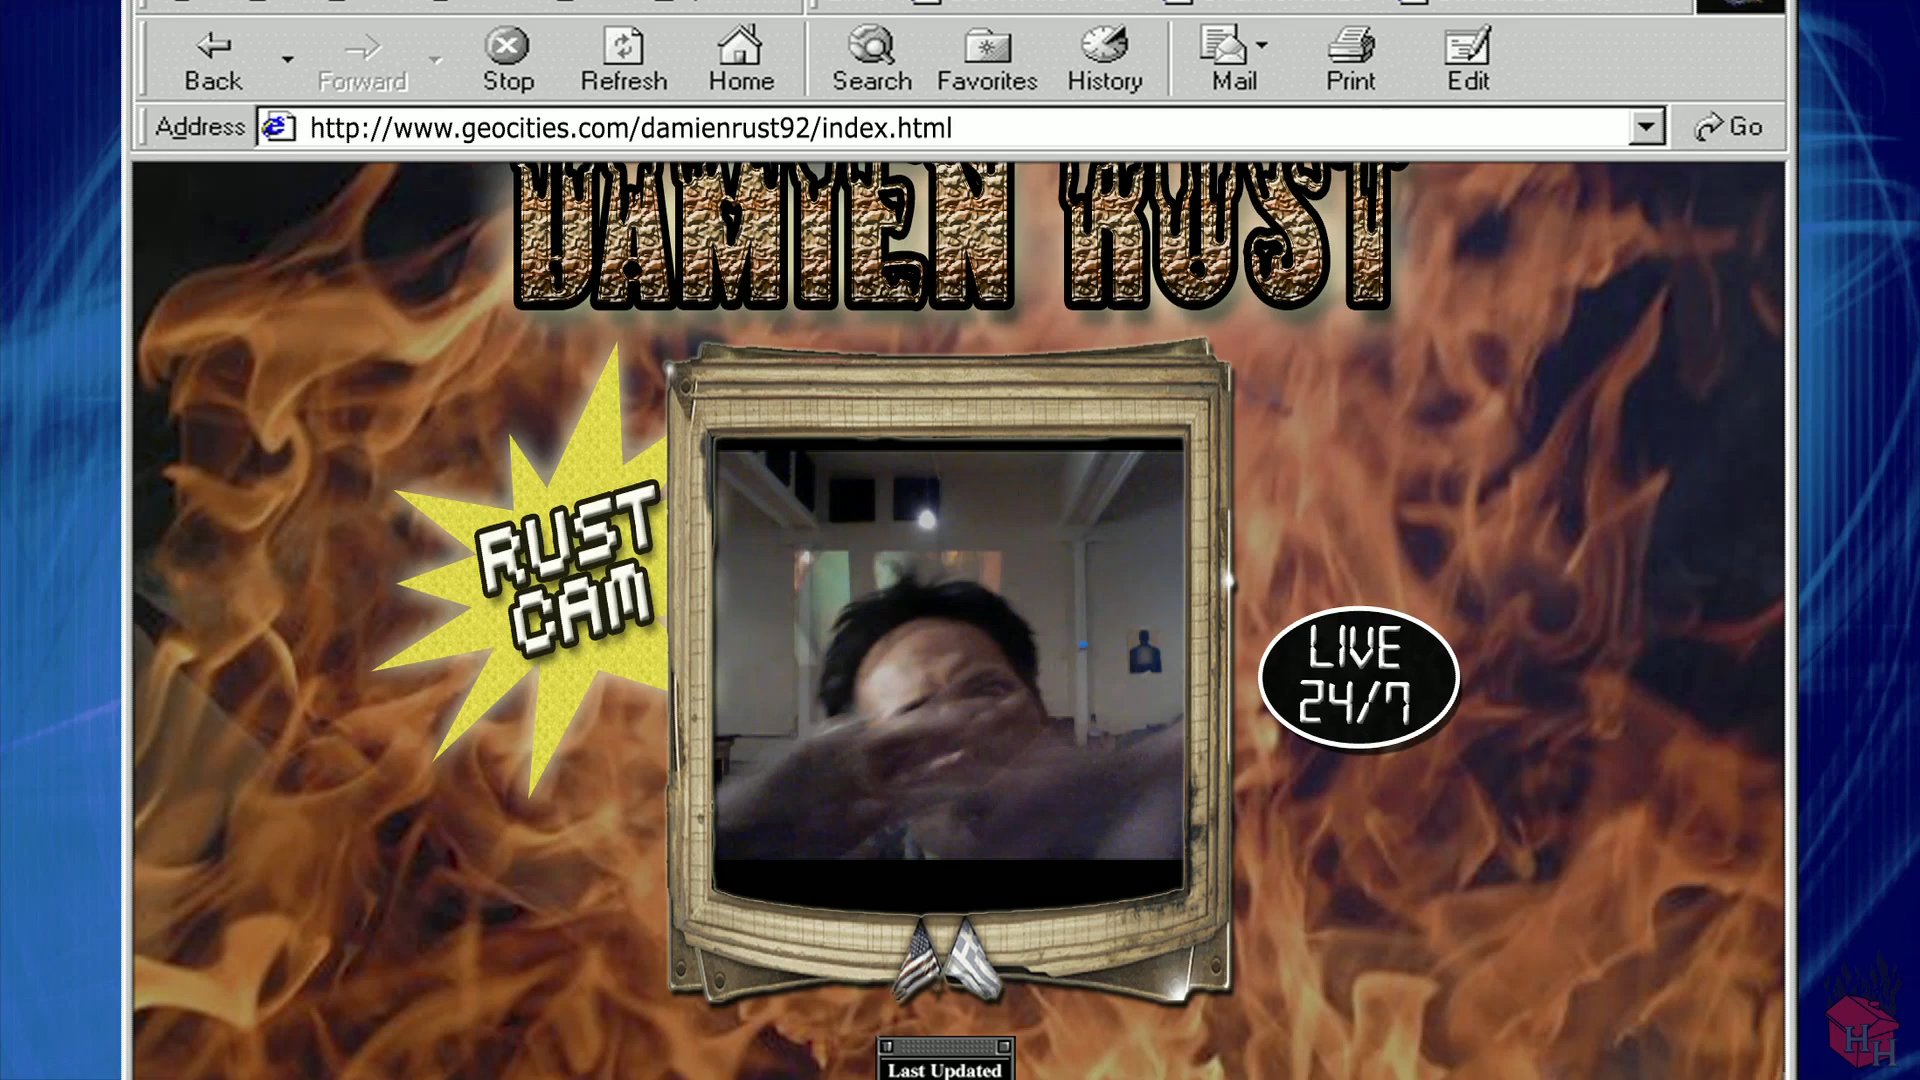 Back
Forward
Stop
Refresh
Home
Search
Favorites
History
Mail
Print
Edit
Address
http://www.geocities.com/damienrust92/index.html
Go
DAMIEN RUST
RUST
CAM
LIVE
24/7
Last Updated
HH